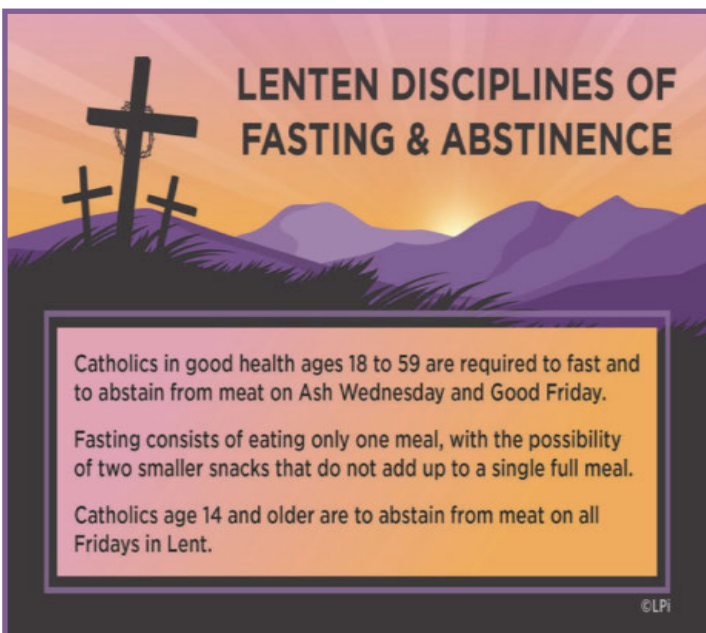 LENTEN DISCIPLINES OF
FASTING & ABSTINENCE
Catholics in good health ages 18 to 59 are required to fast and
to abstain from meat on Ash Wednesday and Good Friday.
Fasting consists of eating only one meal, with the possibility
of two smaller snacks that do not add up to a single full meal.
Catholics age 14 and older are to abstain from meat on all
Fridays in Lent.
©LPi